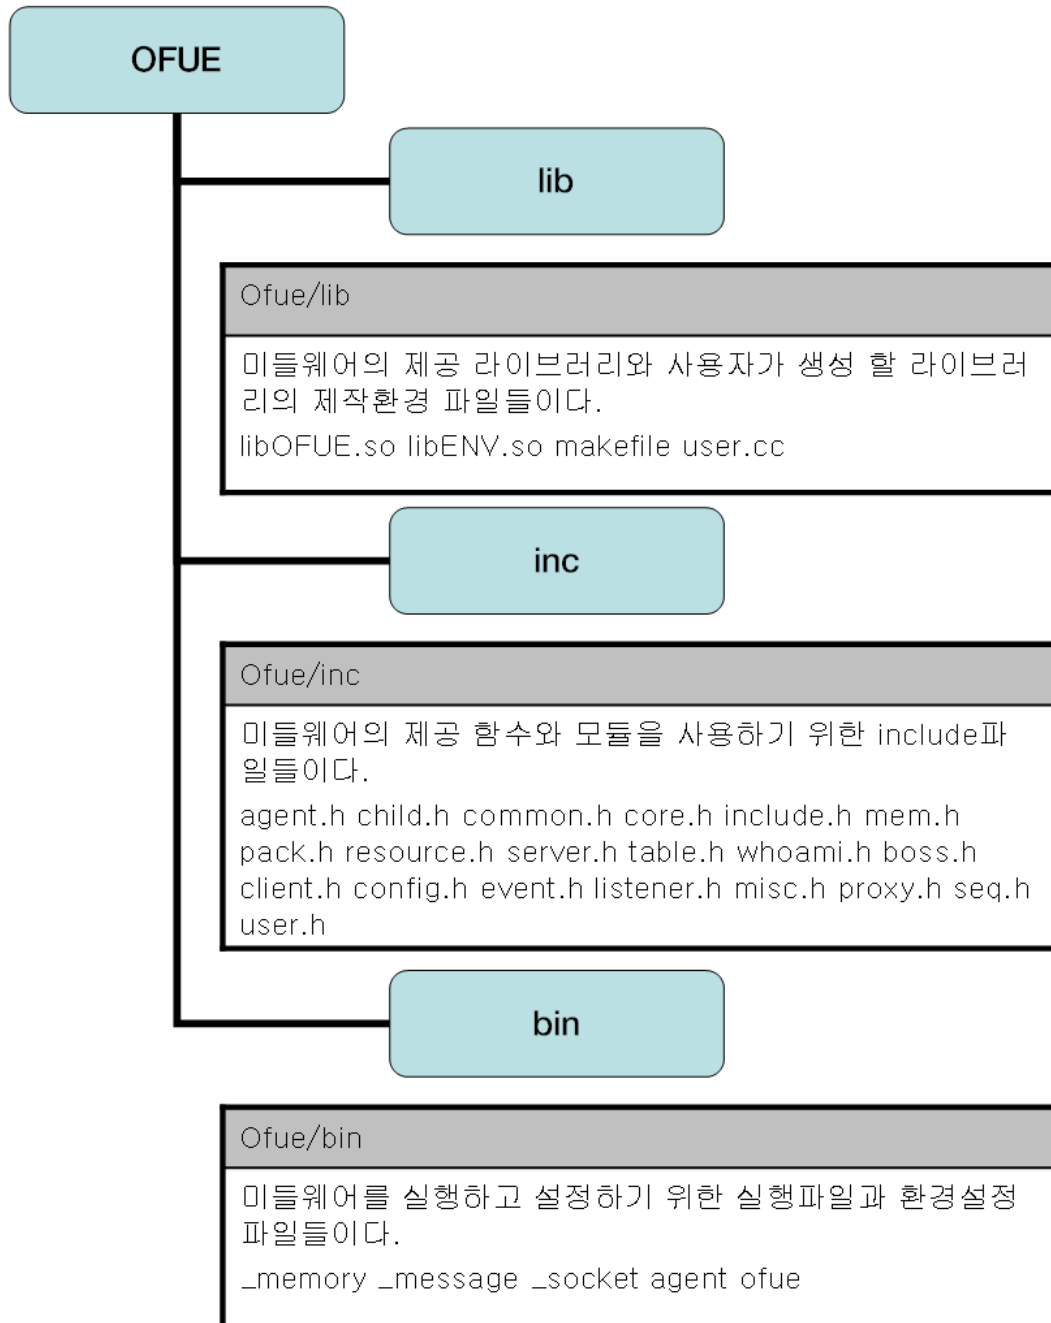 OFUE
lib
Ofue/lib
미들웨어의 제공 라이브러리와 사용자가 생성 할 라이브러
리의 제작환경 파일들이다.
libOFUE.so libENV.so makefile user.cc
inc
Ofue/inc
미들웨어의 제공 함수와 모듈을 사용하기 위한 include파
일들이다.
agent.h child.h common.h core.h include.h mem.h
pack.h resource.h server.h table.h whoami.h boss.h
client.h config.h event.h listener.h misc.h proxy.h seq.h
user.h
bin
Ofue/bin
미들웨어를 실행하고 설정하기 위한 실행파일과 환경설정
파일들이다.
_memory _message _socket agent ofue